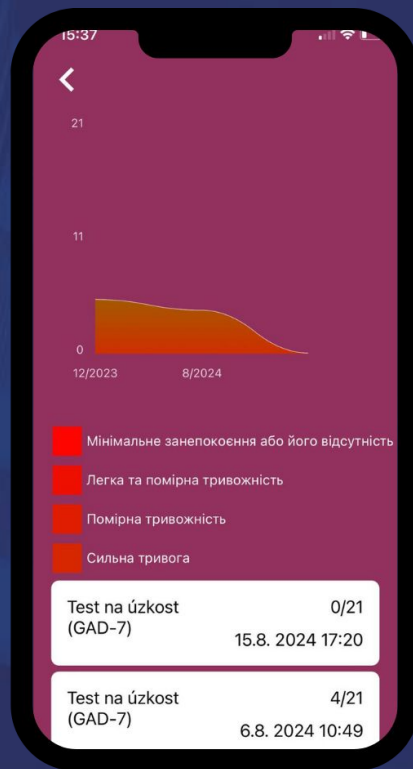 15:37
21
11
0
12/2023 8/2024
Мінімальне занепокоєння або його відсутність
Легка та помірна тривожність
Помірна тривожність
Сильна тривога
Test na úzkost 0/21
(GAD-7)
15.8. 2024 17:20
Test na úzkost 4/21
(GAD-7)
6.8. 2024 10:49